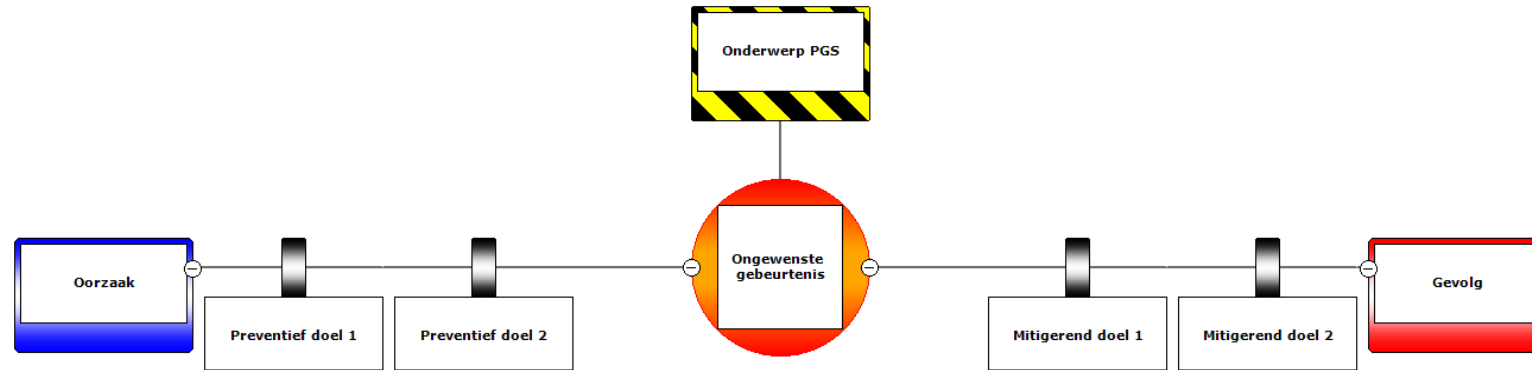 Onderwerp PGS
Ongewenste
gebeurtenis
Oorzaak
Preventief doel 1
Preventief doel 2
Mitigerend doel 1
Mitigerend doel 2
Gevolg